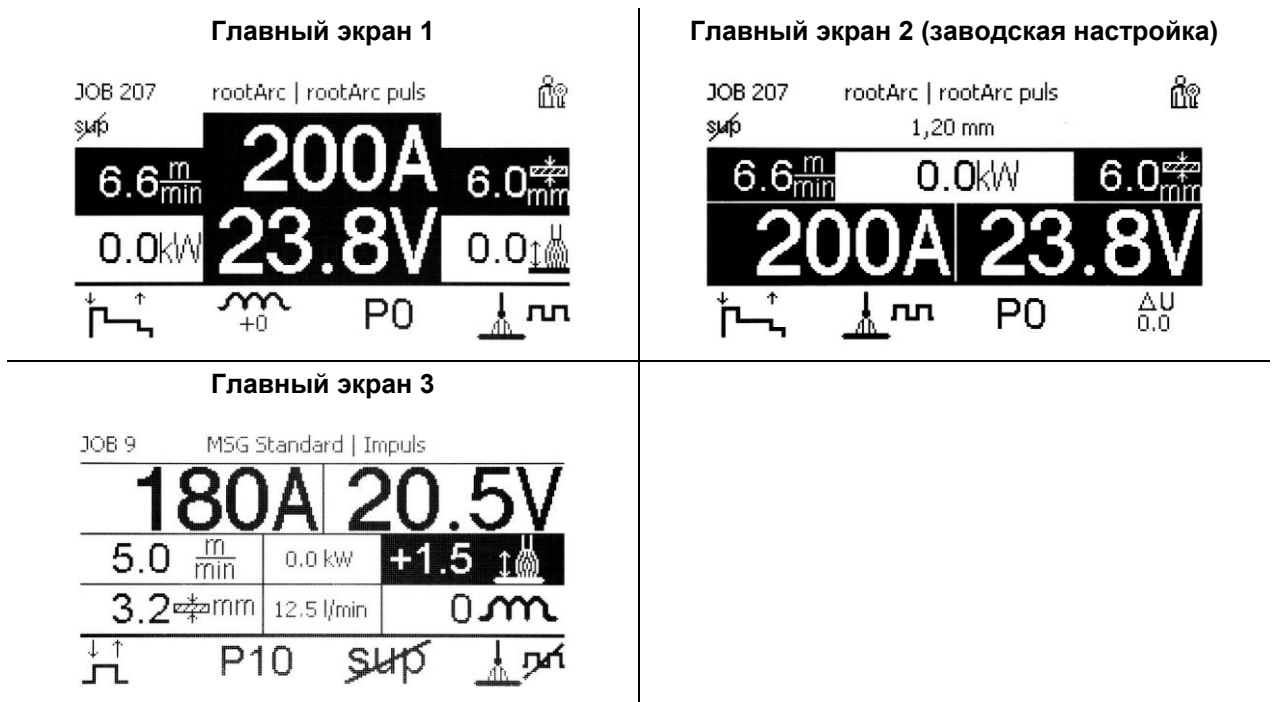 Главный экран 1
JOB 207 rootArc | rootArc puls
sup
200A
6.6 m/min
6.0 mm
23.8V
0.0kW
0.0
+0
P0
Главный экран 2 (заводская настройка)
JOB 207 rootArc | rootArc puls
sup 1,20 mm
6.6 m/min 0.0kW 6.0 mm
200A 23.8V
P0 ΔU
0.0
Главный экран 3
JOB 9 MSG Standard | Impuls
180A 20.5V
5.0 m/min 0.0 kW +1.5
3.2 mm 12.5 l/min 0
P10 sup